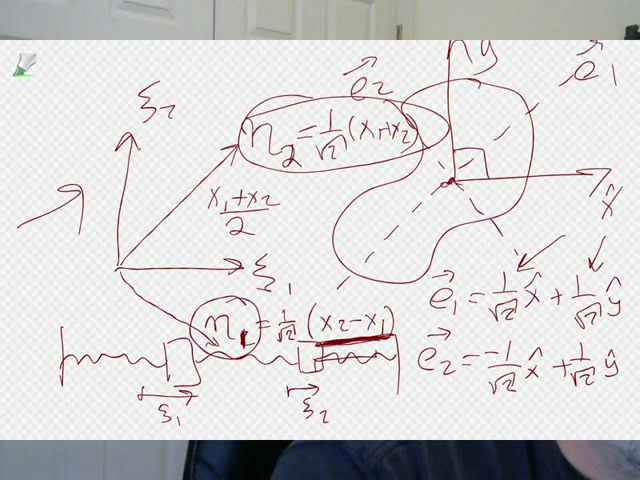 ŷ
e⃗₂
e⃗₁
ξ₂
η₂ = 1/√2 (x₁+x₂)
(x₁+x₂)/2
x̂
ξ₁
e⃗₁ = 1/√2 x̂ + 1/√2 ŷ
η₁ = 1/√2 (x₂−x₁)
e⃗₂ = −1/√2 x̂ + 1/√2 ŷ
ξ₁
ξ₂